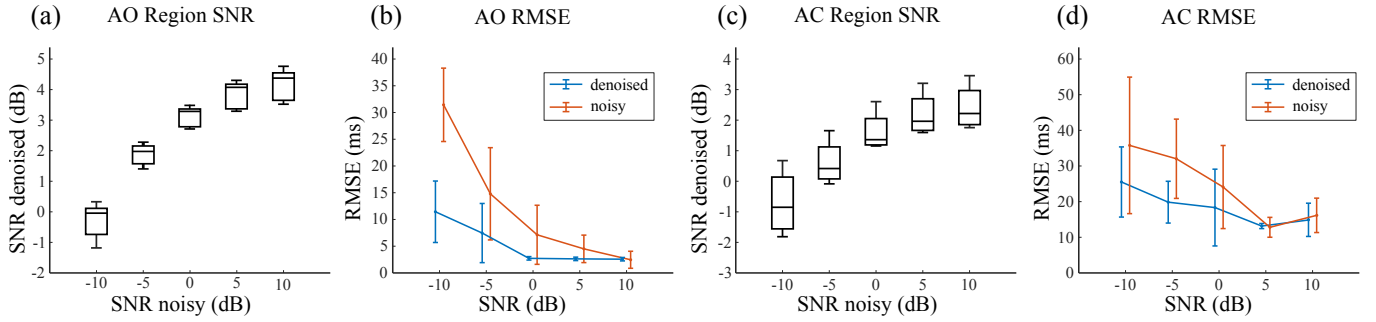 (a) AO Region SNR
SNR denoised (dB)
5
4
3
2
1
0
-1
-2
-10 -5 0 5 10
SNR noisy (dB)
(b) AO RMSE
RMSE (ms)
40
35
30
25
20
15
10
5
0
denoised
noisy
-10 -5 0 5 10
SNR (dB)
(c) AC Region SNR
SNR denoised (dB)
5
4
3
2
1
0
-1
-2
-3
-10 -5 0 5 10
SNR noisy (dB)
(d) AC RMSE
RMSE (ms)
60
50
40
30
20
10
0
denoised
noisy
-10 -5 0 5 10
SNR (dB)